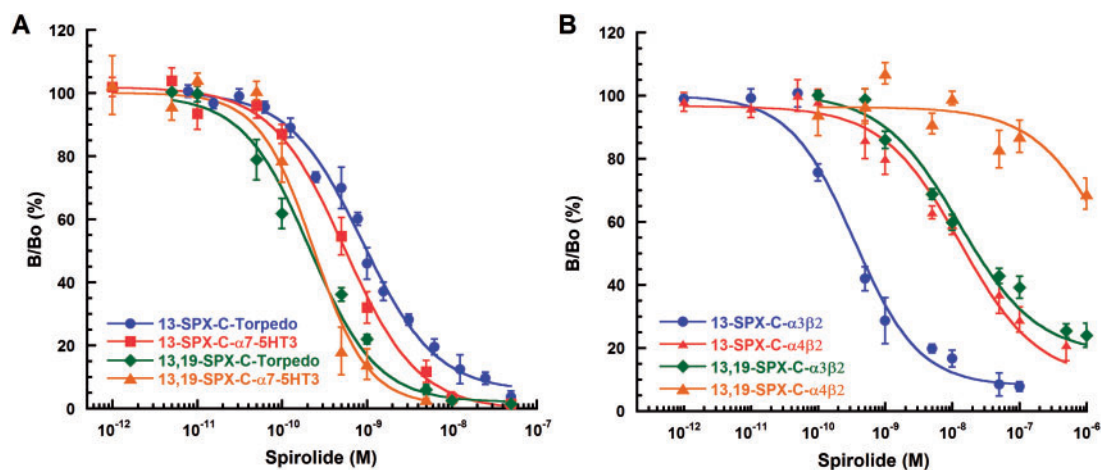 A
120
100
80
60
40
20
0
B/Bo (%)
13-SPX-C-Torpedo
13-SPX-C-α7-5HT3
13,19-SPX-C-Torpedo
13,19-SPX-C-α7-5HT3
10⁻¹² 10⁻¹¹ 10⁻¹⁰ 10⁻⁹ 10⁻⁸ 10⁻⁷
Spirolide (M)
B
120
100
80
60
40
20
0
B/Bo (%)
13-SPX-C-α3β2
13-SPX-C-α4β2
13,19-SPX-C-α3β2
13,19-SPX-C-α4β2
10⁻¹² 10⁻¹¹ 10⁻¹⁰ 10⁻⁹ 10⁻⁸ 10⁻⁷ 10⁻⁶
Spirolide (M)